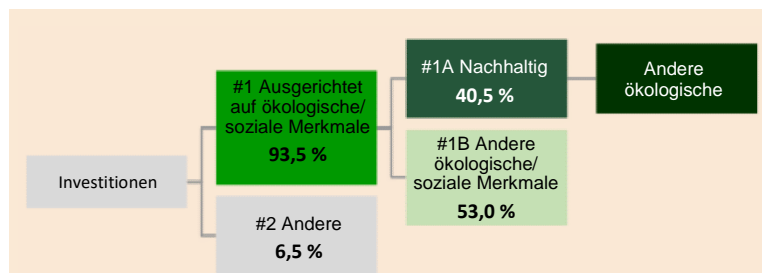 Investitionen
#1 Ausgerichtet
auf ökologische/
soziale Merkmale
93,5 %
#2 Andere
6,5 %
#1A Nachhaltig
40,5 %
#1B Andere
ökologische/
soziale Merkmale
53,0 %
Andere
ökologische